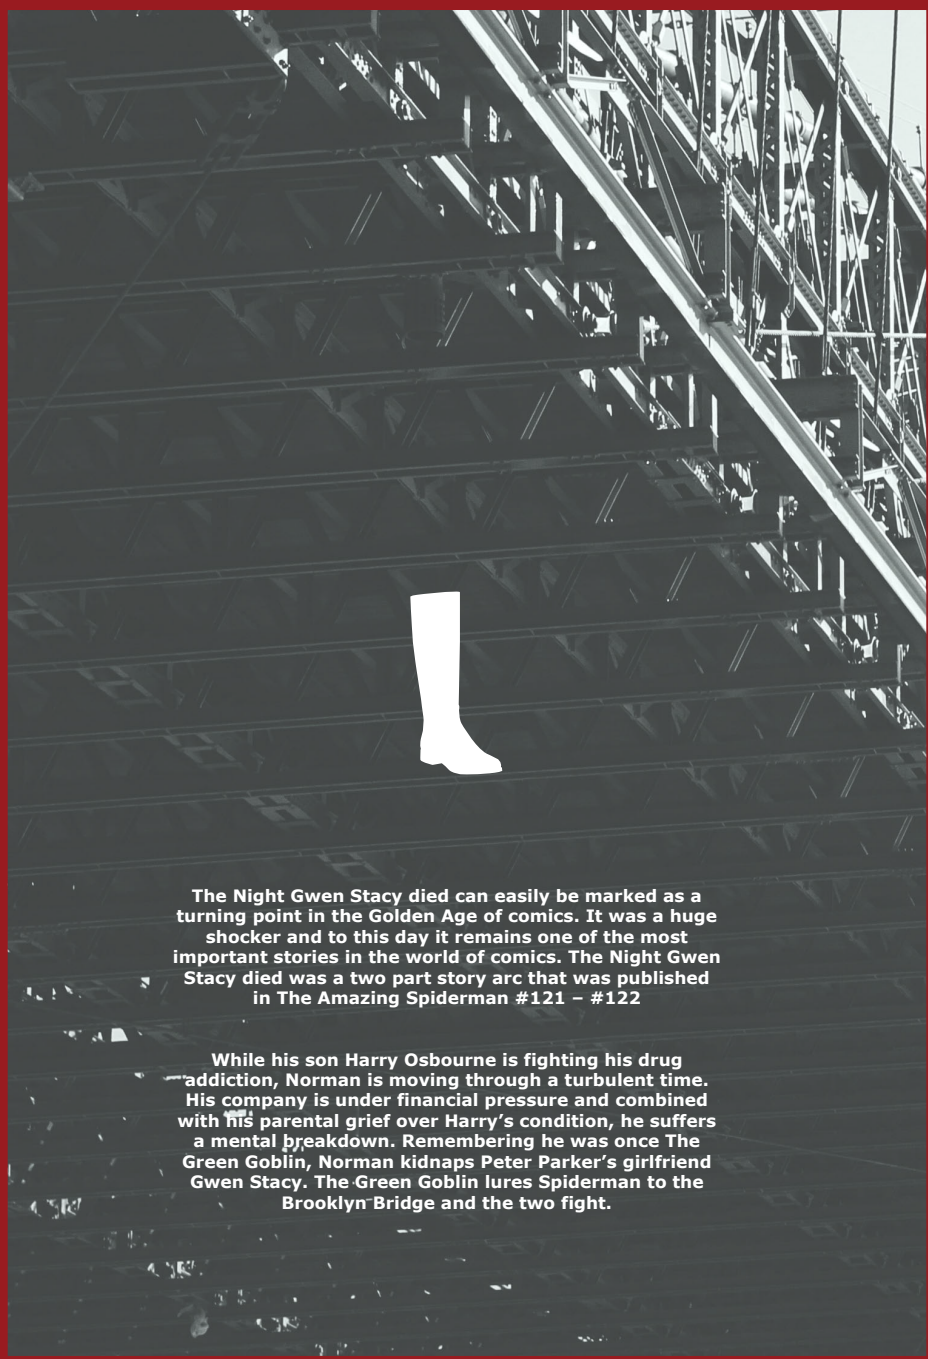 The Night Gwen Stacy died can easily be marked as a
turning point in the Golden Age of comics. It was a huge
shocker and to this day it remains one of the most
important stories in the world of comics. The Night Gwen
Stacy died was a two part story arc that was published
in The Amazing Spiderman #121 – #122
While his son Harry Osbourne is fighting his drug
addiction, Norman is moving through a turbulent time.
His company is under financial pressure and combined
with his parental grief over Harry’s condition, he suffers
a mental breakdown. Remembering he was once The
Green Goblin, Norman kidnaps Peter Parker’s girlfriend
Gwen Stacy. The Green Goblin lures Spiderman to the
Brooklyn Bridge and the two fight.